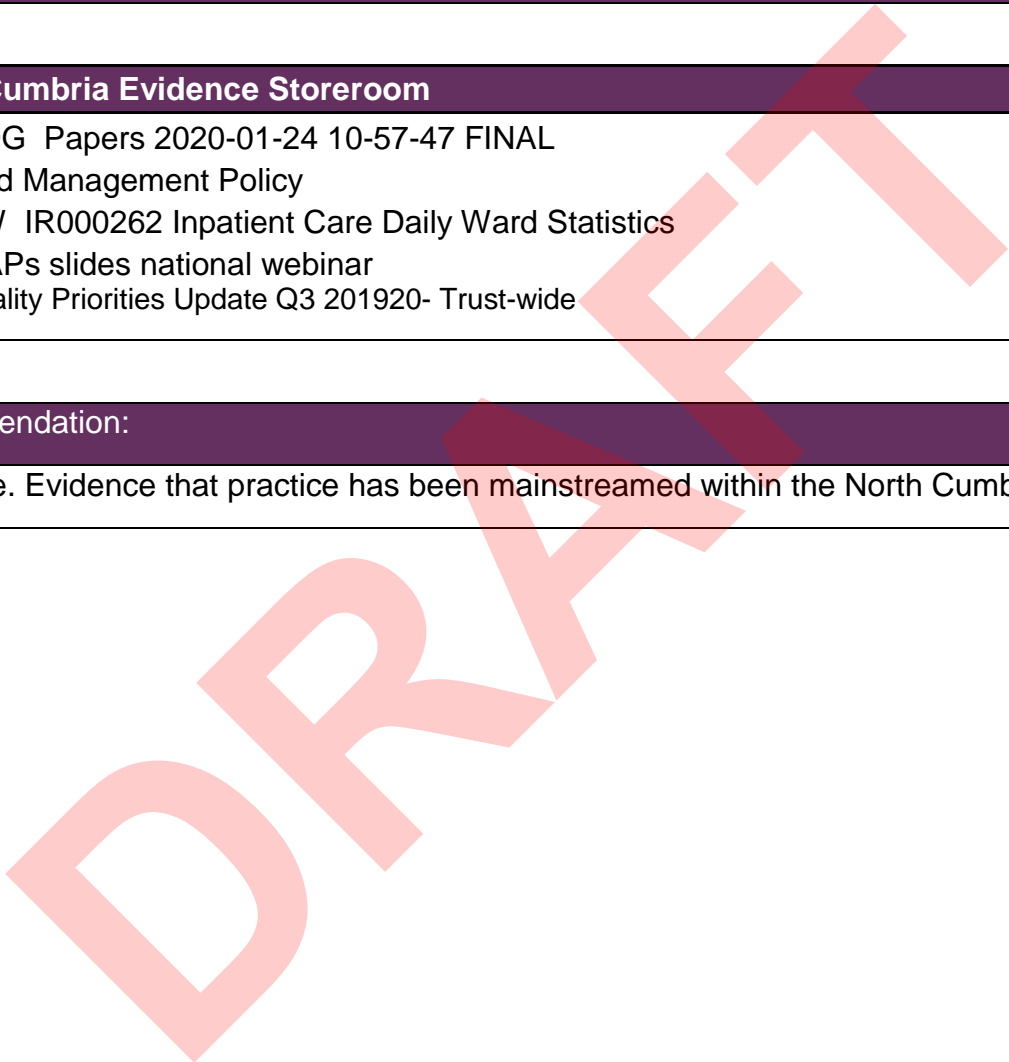 Cumbria Evidence Storeroom
G Papers 2020-01-24 10-57-47 FINAL
d Management Policy
IR000262 Inpatient Care Daily Ward Statistics
APs slides national webinar
ality Priorities Update Q3 201920- Trust-wide
endation:
e. Evidence that practice has been mainstreamed within the North Cumb
DRAFT